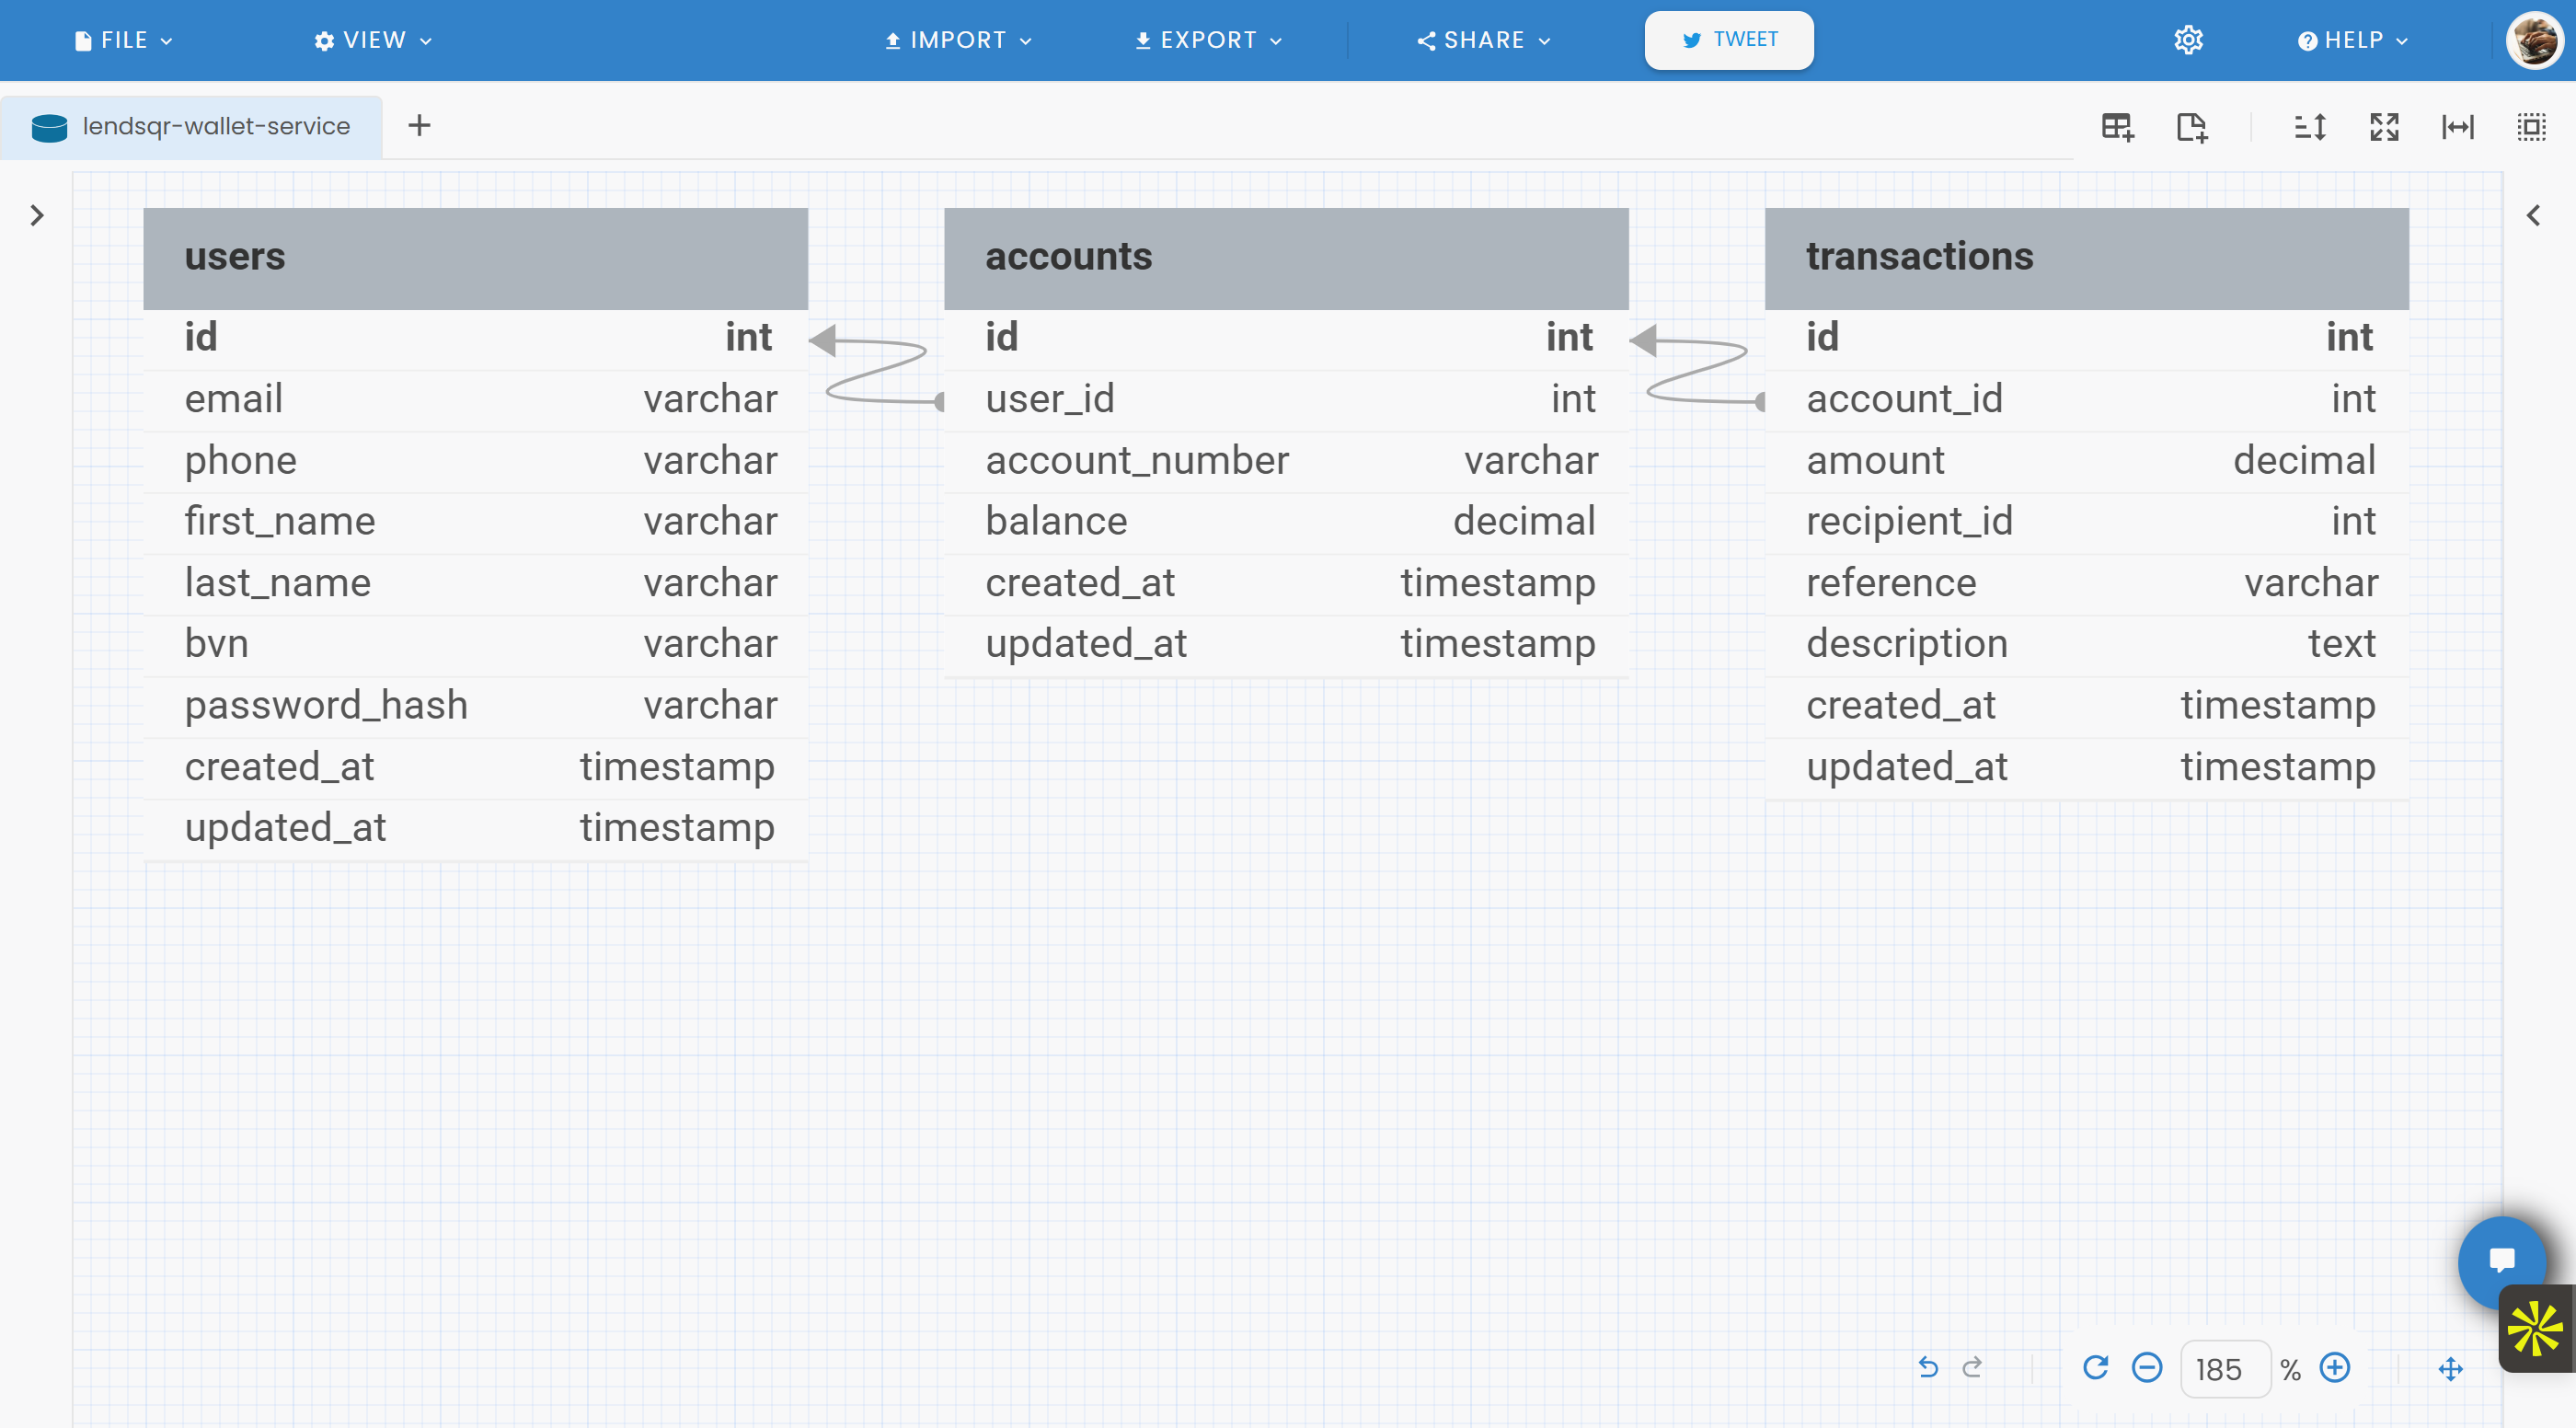 FILE VIEW IMPORT EXPORT SHARE TWEET HELP
lendsqr-wallet-service
users
id int
email varchar
phone varchar
first_name varchar
last_name varchar
bvn varchar
password_hash varchar
created_at timestamp
updated_at timestamp
accounts
id int
user_id int
account_number varchar
balance decimal
created_at timestamp
updated_at timestamp
transactions
id int
account_id int
amount decimal
recipient_id int
reference varchar
description text
created_at timestamp
updated_at timestamp
185 %